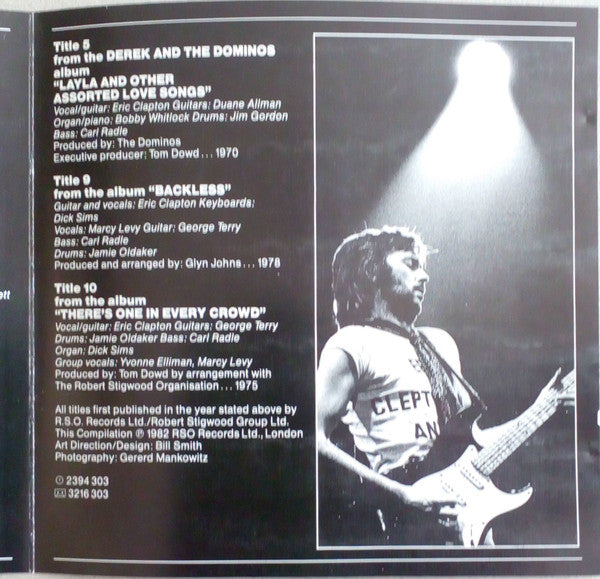 Title 5
from the DEREK AND THE DOMINOS
album
"LAYLA AND OTHER
ASSORTED LOVE SONGS"
Vocal/guitar: Eric Clapton Guitars: Duane Allman
Organ/piano: Bobby Whitlock Drums: Jim Gordon
Bass: Carl Radle
Produced by: The Dominos
Executive producer: Tom Dowd...1970
Title 9
from the album "BACKLESS"
Guitar and vocals: Eric Clapton Keyboards:
Dick Sims
Vocals: Marcy Levy Guitar: George Terry
Bass: Carl Radle
Drums: Jamie Oldaker
Produced and arranged by: Glyn Johns...1978
Title 10
from the album
"THERE'S ONE IN EVERY CROWD"
Vocal/guitar: Eric Clapton Guitars: George Terry
Drums: Jamie Oldaker Bass: Carl Radle
Organ: Dick Sims
Group vocals: Yvonne Elliman, Marcy Levy
Produced by: Tom Dowd by arrangement with
The Robert Stigwood Organisation...1975
All titles first published in the year stated above by
R.S.O. Records Ltd./Robert Stigwood Group Ltd.
This Compilation ℗ 1982 RSO Records Ltd., London
Art Direction/Design: Bill Smith
Photography: Gererd Mankowitz
2394 303
3216 303
ett
CLEPT
AN